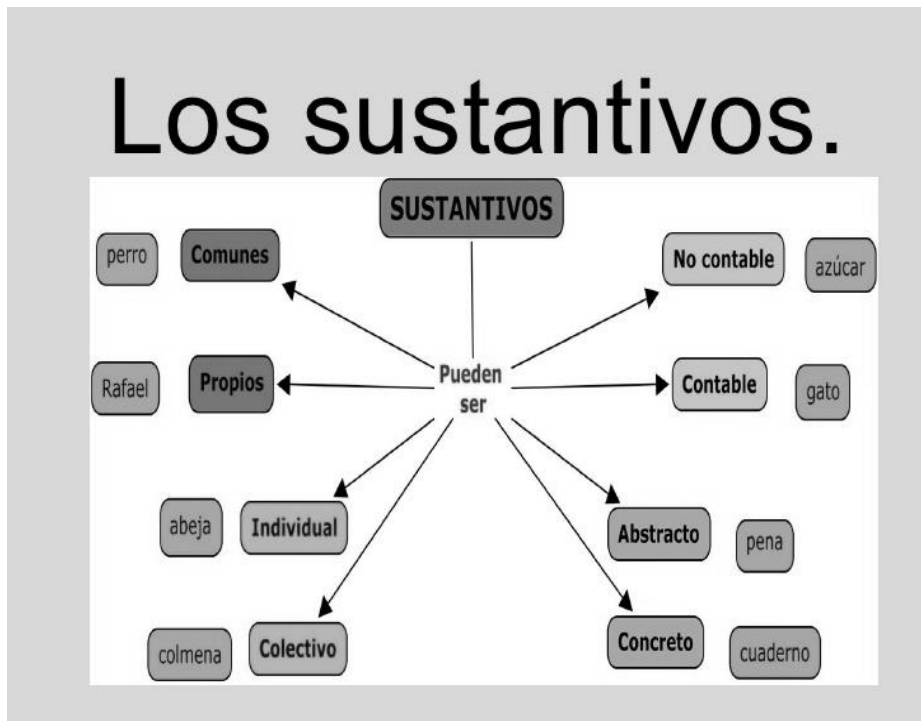 Los sustantivos.
SUSTANTIVOS
perro
Comunes
No contable
azúcar
Rafael
Propios
Pueden
ser
Contable
gato
abeja
Individual
Abstracto
pena
colmena
Colectivo
Concreto
cuaderno